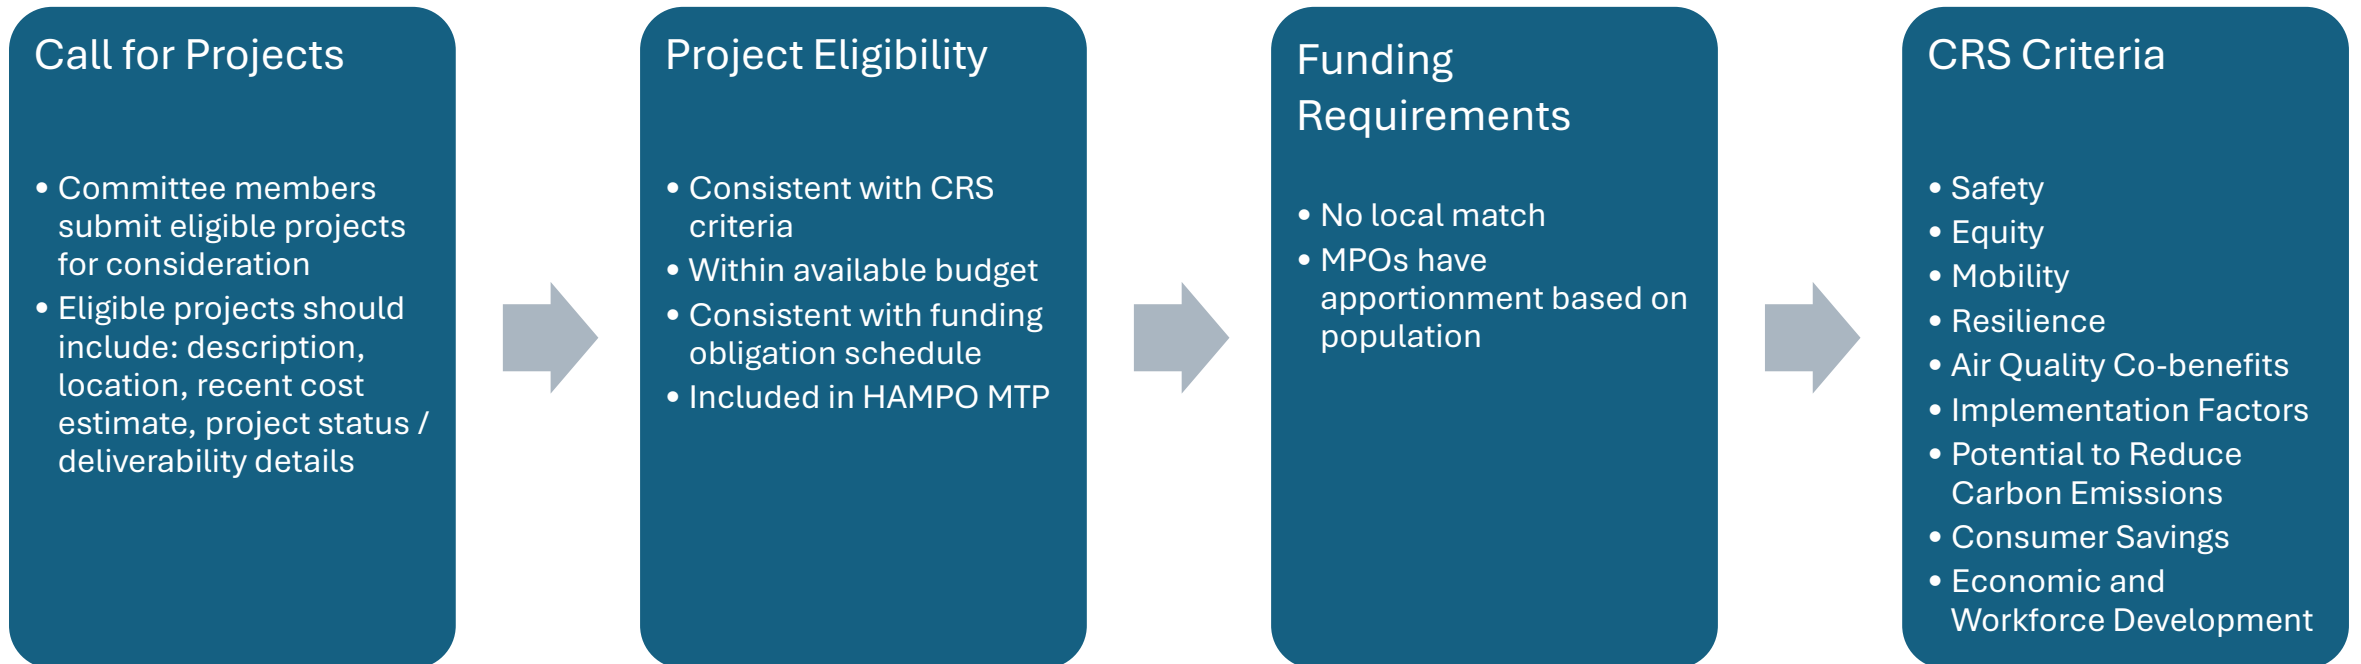 Call for Projects
• Committee members
submit eligible projects
for consideration
• Eligible projects should
include: description,
location, recent cost
estimate, project status /
deliverability details
Project Eligibility
• Consistent with CRS
criteria
• Within available budget
• Consistent with funding
obligation schedule
• Included in HAMPO MTP
Funding
Requirements
• No local match
• MPOs have
apportionment based on
population
CRS Criteria
• Safety
• Equity
• Mobility
• Resilience
• Air Quality Co-benefits
• Implementation Factors
• Potential to Reduce
Carbon Emissions
• Consumer Savings
• Economic and
Workforce Development